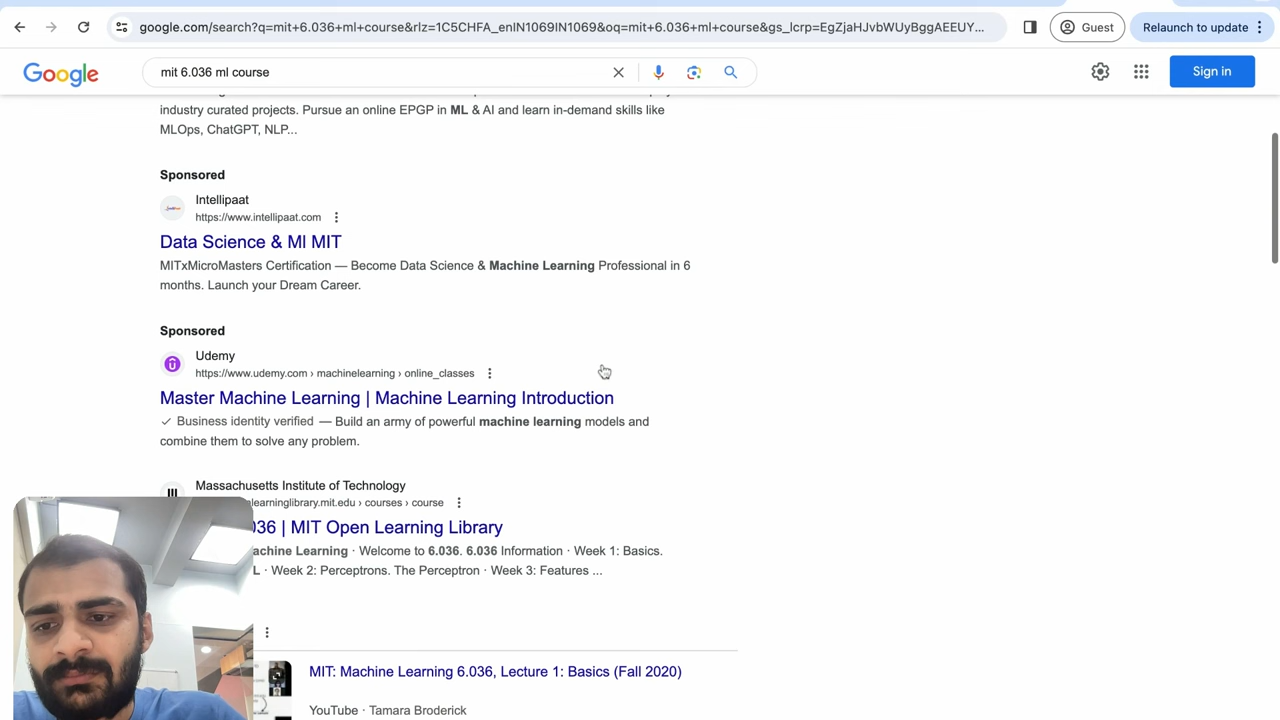 google.com/search?q=mit+6.036+ml+course&rlz=1C5CHFA_enIN1069IN1069&oq=mit+6.036+ml+course&gs_lcrp=EgZjaHJvbWUyBggAEEUY...
Guest
Relaunch to update
Google
mit 6.036 ml course
Sign in
industry curated projects. Pursue an online EPGP in ML & AI and learn in-demand skills like
MLOps, ChatGPT, NLP...
Sponsored
Intellipaat
https://www.intellipaat.com
Data Science & Ml MIT
MITxMicroMasters Certification — Become Data Science & Machine Learning Professional in 6
months. Launch your Dream Career.
Sponsored
Udemy
https://www.udemy.com › machinelearning › online_classes
Master Machine Learning | Machine Learning Introduction
Business identity verified — Build an army of powerful machine learning models and
combine them to solve any problem.
Massachusetts Institute of Technology
learninglibrary.mit.edu › courses › course
036 | MIT Open Learning Library
achine Learning · Welcome to 6.036. 6.036 Information · Week 1: Basics.
L · Week 2: Perceptrons. The Perceptron · Week 3: Features ...
MIT: Machine Learning 6.036, Lecture 1: Basics (Fall 2020)
YouTube · Tamara Broderick